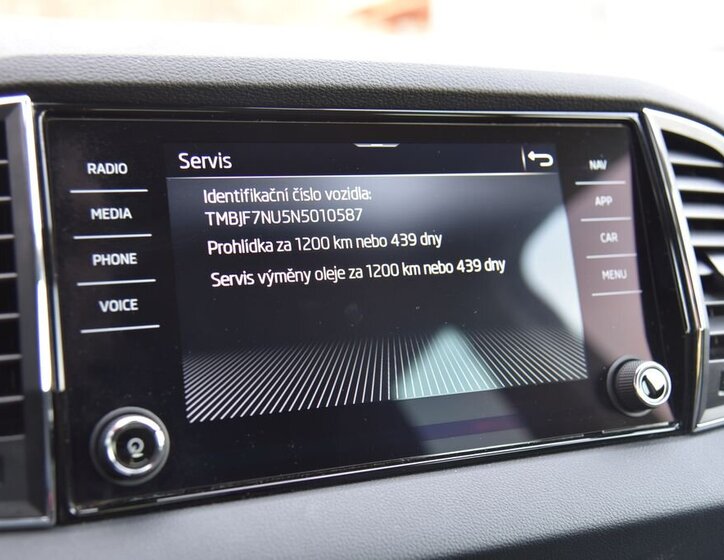 Servis
Identifikační číslo vozidla:
TMBJF7NU5N5010587
Prohlídka za 1200 km nebo 439 dny
Servis výměny oleje za 1200 km nebo 439 dny
RADIO
MEDIA
PHONE
VOICE
NAV
APP
CAR
MENU